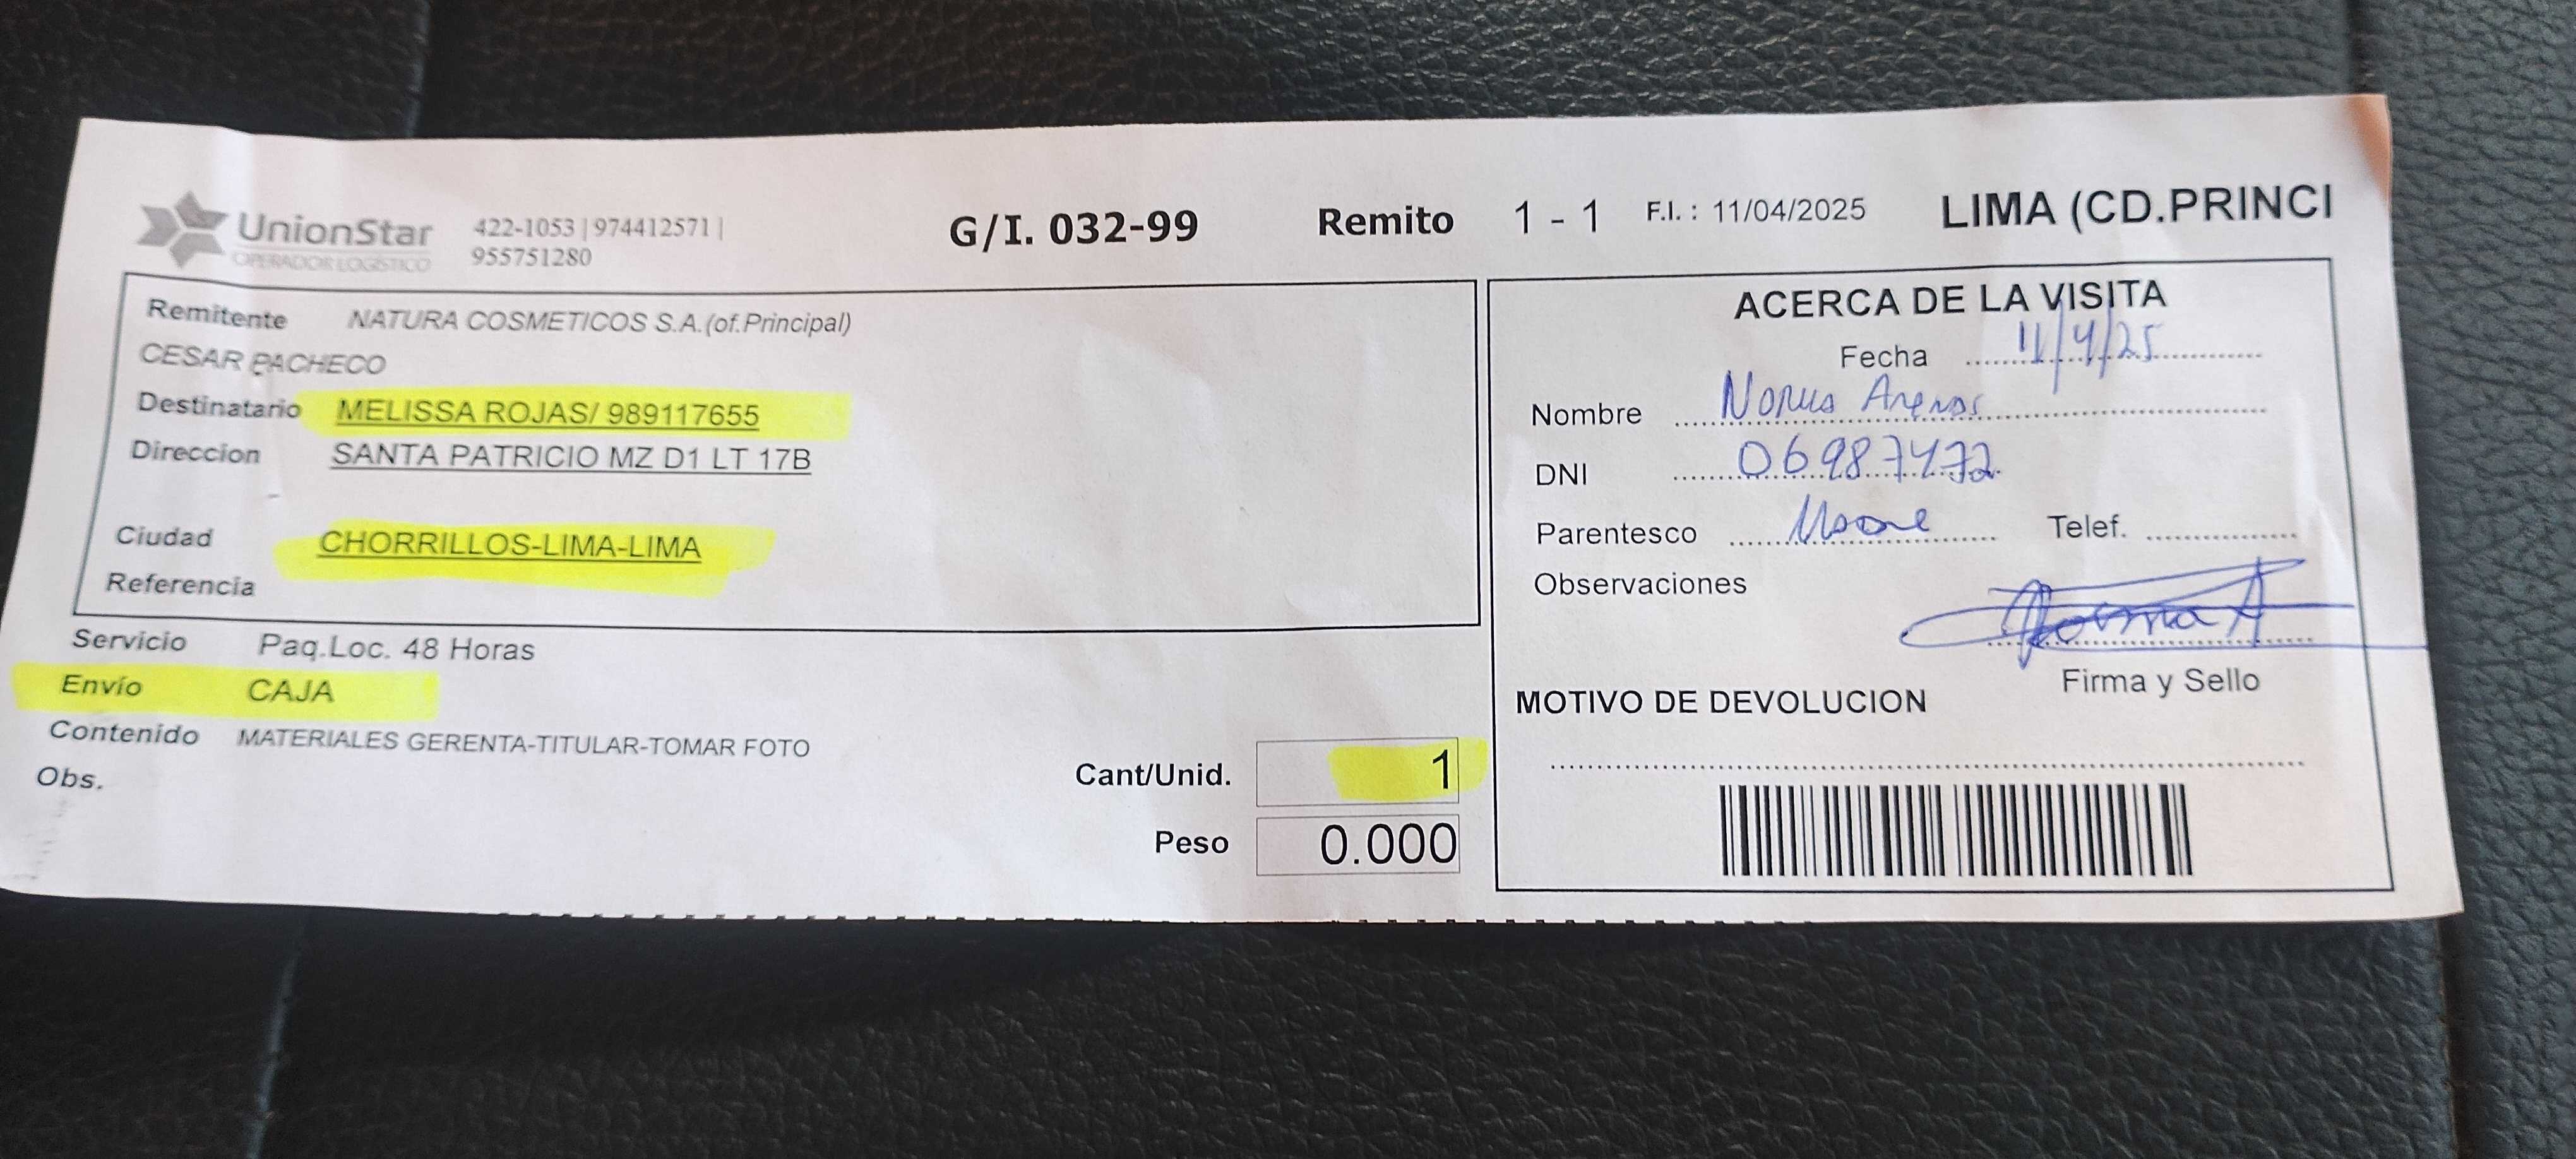 UnionStar
OPERADOR LOGÍSTICO
422-1053 | 974412571 |
955751280
G/I. 032-99
Remito 1 - 1
F.I. : 11/04/2025
LIMA (CD.PRINCI
Remitente NATURA COSMETICOS S.A.(of.Principal)
CESAR PACHECO
Destinatario MELISSA ROJAS/ 989117655
Direccion SANTA PATRICIO MZ D1 LT 17B
-
Ciudad CHORRILLOS-LIMA-LIMA
Referencia
Servicio Paq.Loc. 48 Horas
Envío CAJA
Contenido MATERIALES GERENTA-TITULAR-TOMAR FOTO
Obs.
Cant/Unid. 1
Peso 0.000
ACERCA DE LA VISITA
Fecha 11/4/25
Nombre Norma Arenas
DNI 06987472
Parentesco
Telef.
Observaciones
Norma A
Firma y Sello
MOTIVO DE DEVOLUCION